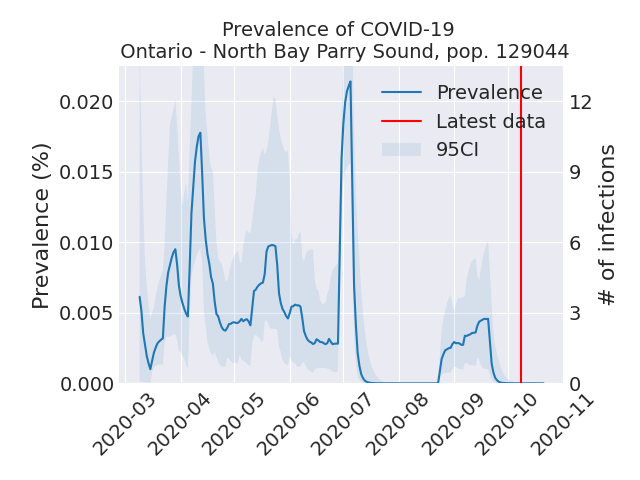 Prevalence of COVID-19
Ontario - North Bay Parry Sound, pop. 129044
Prevalence (%)
0.020
0.015
0.010
0.005
0.000
Prevalence
Latest data
95CI
12
9
6
3
0
# of infections
2020-03
2020-04
2020-05
2020-06
2020-07
2020-08
2020-09
2020-10
2020-11